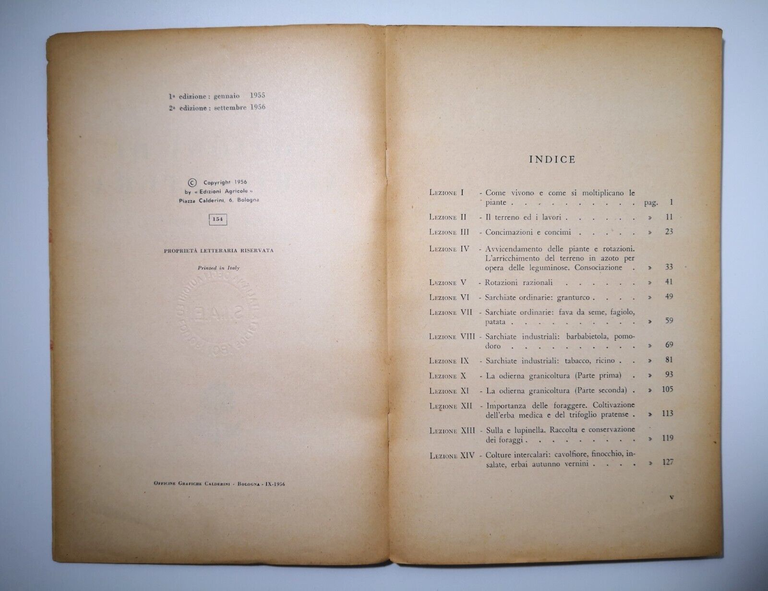 1ª edizione: gennaio 1955
2ª edizione: settembre 1956
© Copyright 1956
by « Edizioni Agricole »
Piazza Calderini, 6, Bologna
154
PROPRIETÀ LETTERARIA RISERVATA
Printed in Italy
OFFICINE GRAFICHE CALDERINI - BOLOGNA - IX-1956
INDICE
LEZIONE I - Come vivono e come si moltiplicano le
piante . . . . . . . . . . pag. 1
LEZIONE II - Il terreno ed i lavori . . . . . . » 11
LEZIONE III - Concimazioni e concimi . . . . . » 23
LEZIONE IV - Avvicendamento delle piante e rotazioni.
L'arricchimento del terreno in azoto per
opera delle leguminose. Consociazione . » 33
LEZIONE V - Rotazioni razionali . . . . . . » 41
LEZIONE VI - Sarchiate ordinarie: granturco . . . . » 49
LEZIONE VII - Sarchiate ordinarie: fava da seme, fagiolo,
patata . . . . . . . . . . » 59
LEZIONE VIII - Sarchiate industriali: barbabietola, pomo-
doro . . . . . . . . . . » 69
LEZIONE IX - Sarchiate industriali: tabacco, ricino . . » 81
LEZIONE X - La odierna granicoltura (Parte prima) . » 93
LEZIONE XI - La odierna granicoltura (Parte seconda) . » 105
LEZIONE XII - Importanza delle foraggere. Coltivazione
dell'erba medica e del trifoglio pratense . » 113
LEZIONE XIII - Sulla e lupinella. Raccolta e conservazione
dei foraggi . . . . . . . . . » 119
LEZIONE XIV - Colture intercalari: cavolfiore, finocchio, in-
salate, erbai autunno vernini . . . . » 127
V